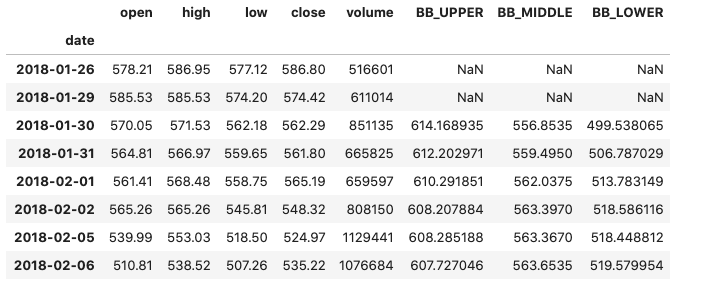 open high low close volume BB_UPPER BB_MIDDLE BB_LOWER
date
2018-01-26 578.21 586.95 577.12 586.80 516601 NaN NaN NaN
2018-01-29 585.53 585.53 574.20 574.42 611014 NaN NaN NaN
2018-01-30 570.05 571.53 562.18 562.29 851135 614.168935 556.8535 499.538065
2018-01-31 564.81 566.97 559.65 561.80 665825 612.202971 559.4950 506.787029
2018-02-01 561.41 568.48 558.75 565.19 659597 610.291851 562.0375 513.783149
2018-02-02 565.26 565.26 545.81 548.32 808150 608.207884 563.3970 518.586116
2018-02-05 539.99 553.03 518.50 524.97 1129441 608.285188 563.3670 518.448812
2018-02-06 510.81 538.52 507.26 535.22 1076684 607.727046 563.6535 519.579954